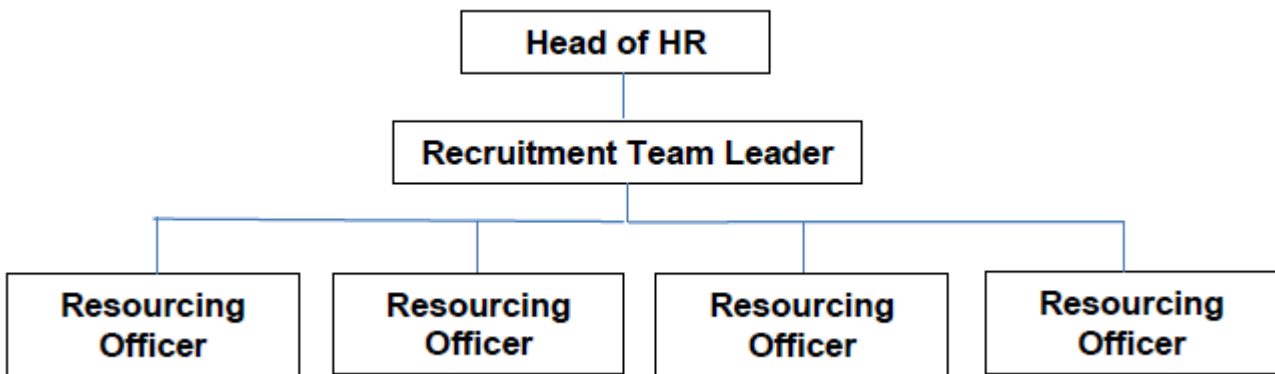 Head of HR
Recruitment Team Leader
Resourcing
Officer
Resourcing
Officer
Resourcing
Officer
Resourcing
Officer